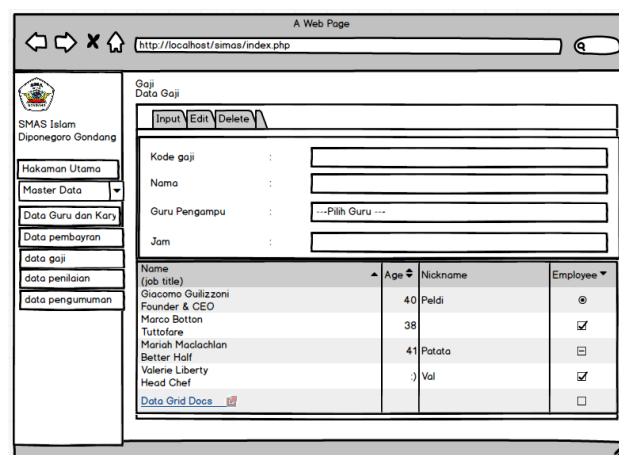 A Web Page
http://localhost/simas/index.php
SMAS Islam
Diponegoro Gondang
Hakaman Utama
Master Data
Data Guru dan Kary
Data pembayran
data gaji
data penilaian
data pengumuman
Gaji
Data Gaji
Input Edit Delete
Kode gaji :
Nama :
Guru Pengampu : ---Pilih Guru ---
Jam :
Name
(job title) Age Nickname Employee
Giacomo Guilizzoni
Founder & CEO 40 Peldi
Marco Botton
Tuttofare 38
Mariah Maclachlan
Better Half 41 Patata
Valerie Liberty
Head Chef :) Val
Data Grid Docs